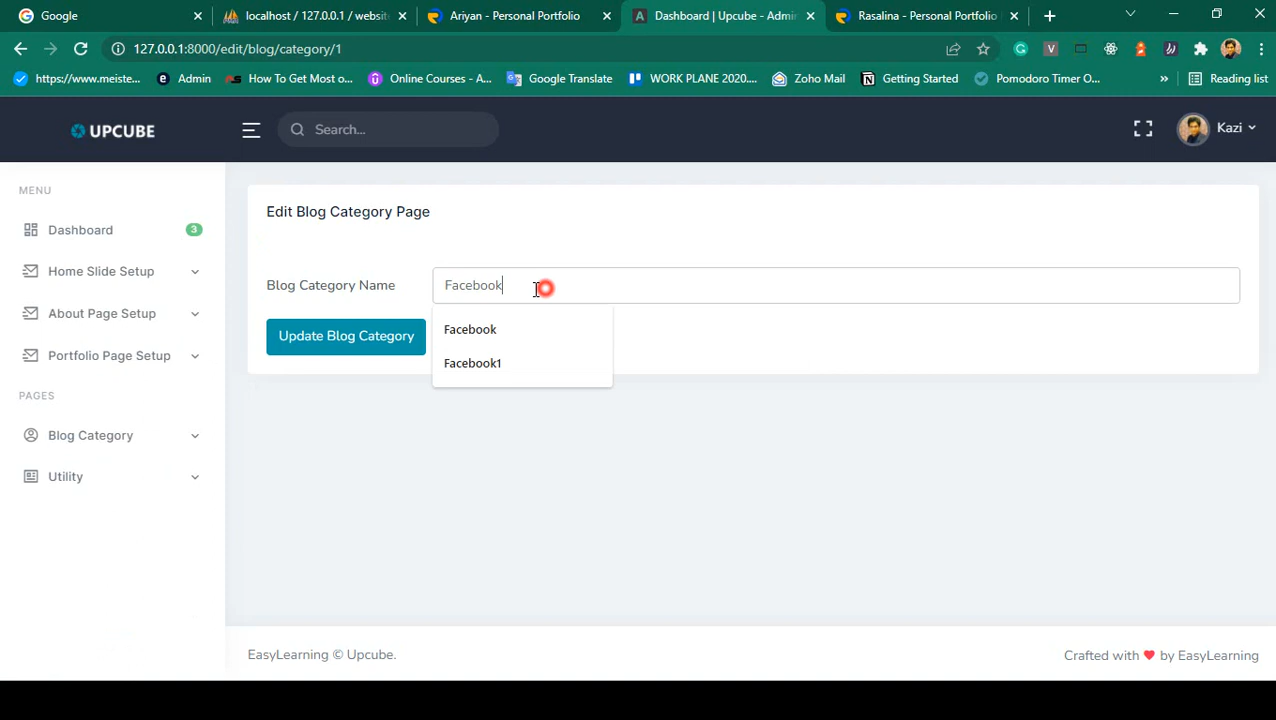 Google
localhost / 127.0.0.1 / website
Ariyan - Personal Portfolio
Dashboard | Upcube - Admin
Rasalina - Personal Portfolio
127.0.0.1:8000/edit/blog/category/1
https://www.meiste...
Admin
How To Get Most o...
Online Courses - A...
Google Translate
WORK PLANE 2020....
Zoho Mail
Getting Started
Pomodoro Timer O...
»
Reading list
UPCUBE
Search...
Kazi
MENU
Dashboard
3
Home Slide Setup
About Page Setup
Portfolio Page Setup
PAGES
Blog Category
Utility
Edit Blog Category Page
Blog Category Name
Facebook
Facebook
Facebook1
Update Blog Category
EasyLearning © Upcube.
Crafted with ❤ by EasyLearning